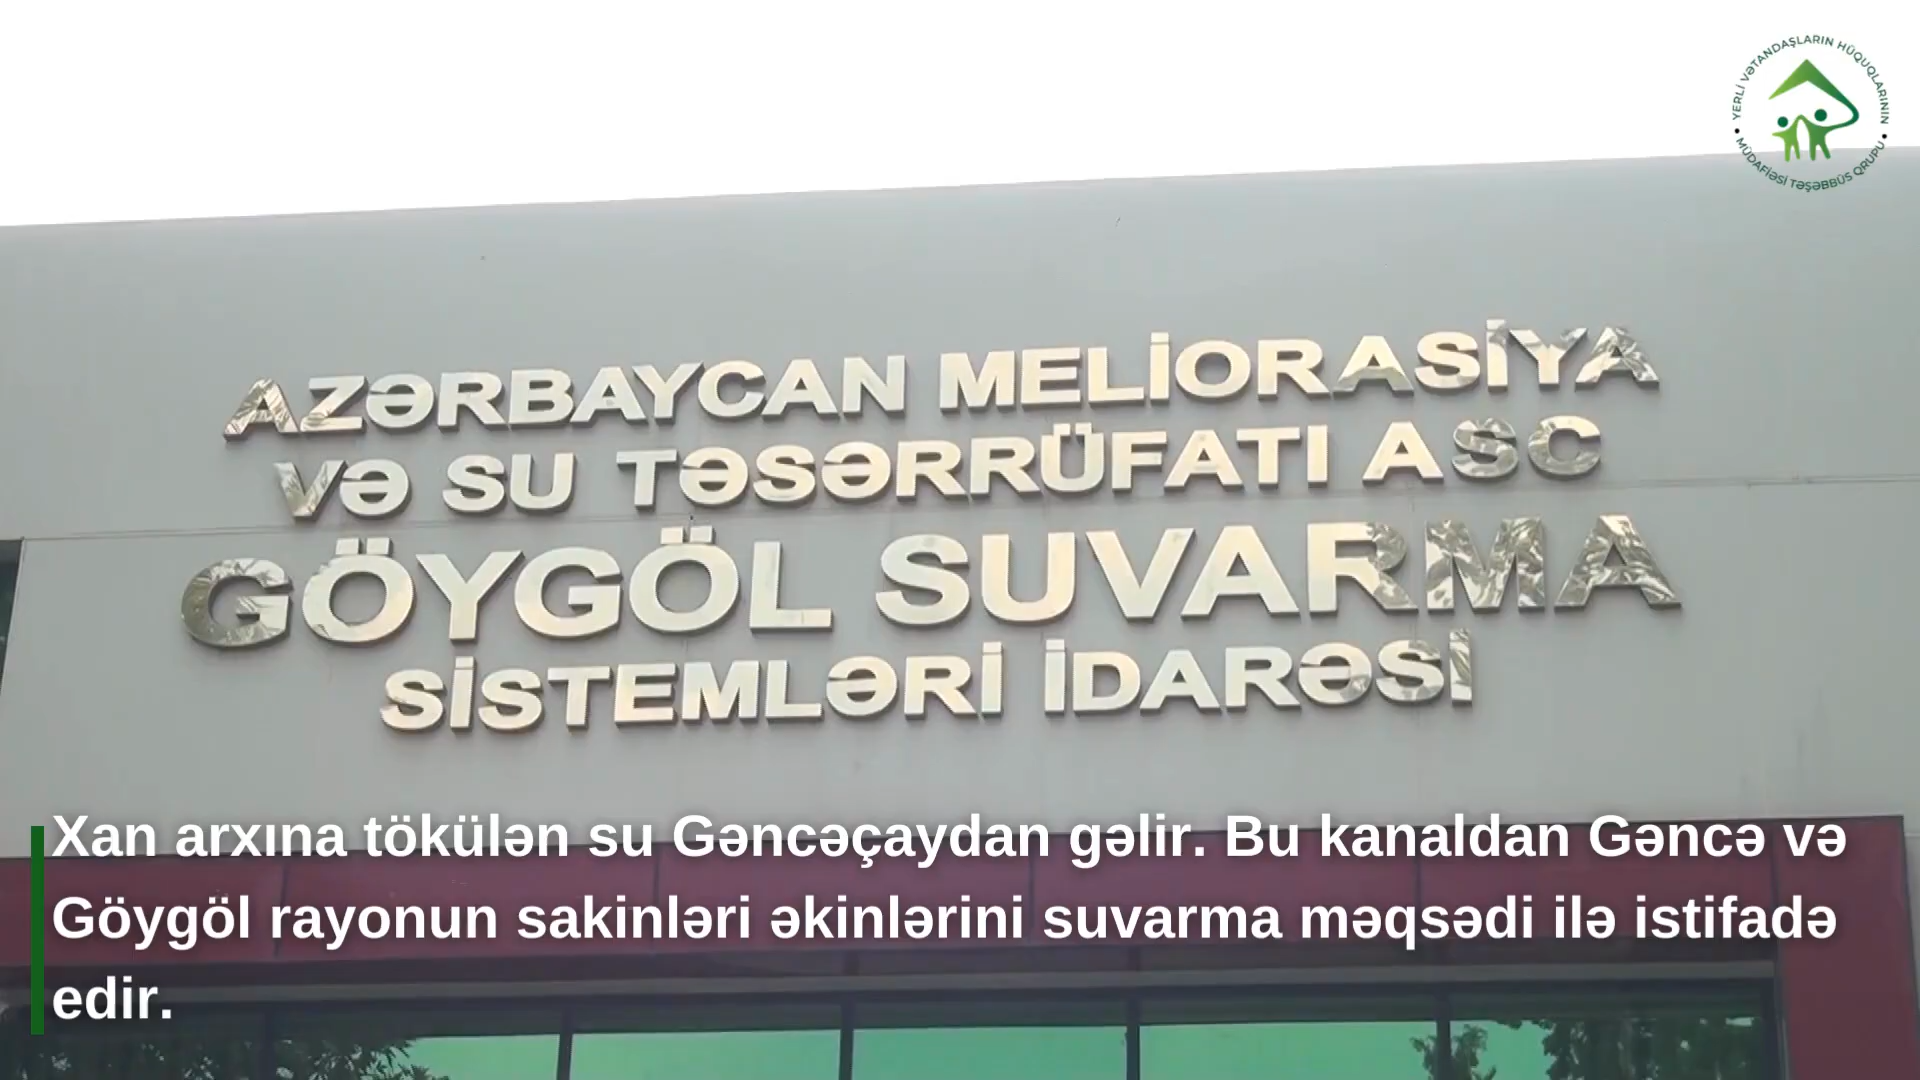 YERLİ VƏTANDAŞLARIN HÜQUQLARININ
MÜDAFİƏSİ TƏŞƏBBÜS QRUPU
AZƏRBAYCAN MELİORASİYA
VƏ SU TƏSƏRRÜFATI ASC
GÖYGÖL SUVARMA
SİSTEMLƏRİ İDARƏSİ
Xan arxına tökülən su Gəncəçaydan gəlir. Bu kanaldan Gəncə və
Göygöl rayonun sakinləri əkinlərini suvarma məqsədi ilə istifadə
edir.